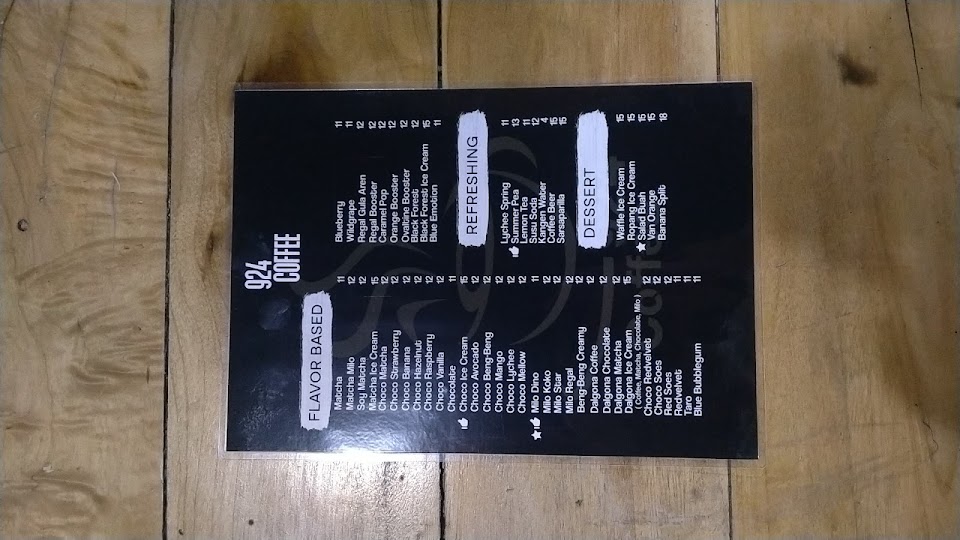 924
COFFEE
FLAVOR BASED
Matcha 11
Matcha Milo 12
Soy Matcha 12
Matcha Ice Cream 15
Choco Matcha 12
Choco Strawberry 12
Choco Banana 12
Choco Hazelnut 12
Choco Raspberry 12
Choco Vanilla 12
Chocolate 11
Choco Ice Cream 15
Choco Avocado 12
Choco Beng-Beng 12
Choco Mango 12
Choco Lychee 12
Choco Mellow 12
Milo Dino 11
Milo Koko 12
Milo Star 12
Milo Regal 12
Beng-Beng Creamy 12
Dalgona Coffee 12
Dalgona Chocolate 12
Dalgona Matcha 12
Dalgona Ice Cream 15
( Coffee, Matcha, Chocolate, Milo )
Choco Redvelvet 12
Choco Soes 12
Red Soes 12
Redvelvet 11
Taro 11
Blue Bubblegum 11
Blueberry 11
Wildgrape 11
Regal Gula Aren 12
Regal Booster 12
Caramel Pop 12
Orange Booster 12
Ovaltine Booster 12
Black Forest 12
Black Forest Ice Cream 15
Blue Emotion 11
REFRESHING
Lychee Spring 11
Summer Pea 13
Lemon Tea 11
Susu Soda 12
Kangen Water 4
Coffee Beer 15
Sarsaparilla 15
DESSERT
Waffle Ice Cream 15
Ropang Ice Cream 15
Salad Buah 15
Van Orange 15
Banana Split 18